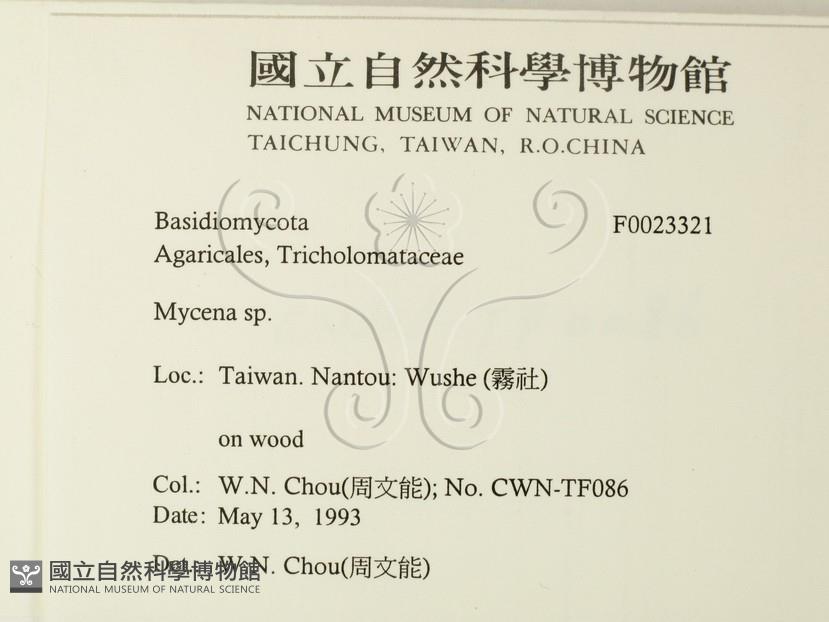 國立自然科學博物館
NATIONAL MUSEUM OF NATURAL SCIENCE
TAICHUNG, TAIWAN, R.O.CHINA
Basidiomycota F0023321
Agaricales, Tricholomataceae
Mycena sp.
Loc.: Taiwan. Nantou: Wushe (霧社)
on wood
Col.: W.N. Chou(周文能); No. CWN-TF086
Date: May 13, 1993
Det.: W.N. Chou(周文能)
國立自然科學博物館
NATIONAL MUSEUM OF NATURAL SCIENCE